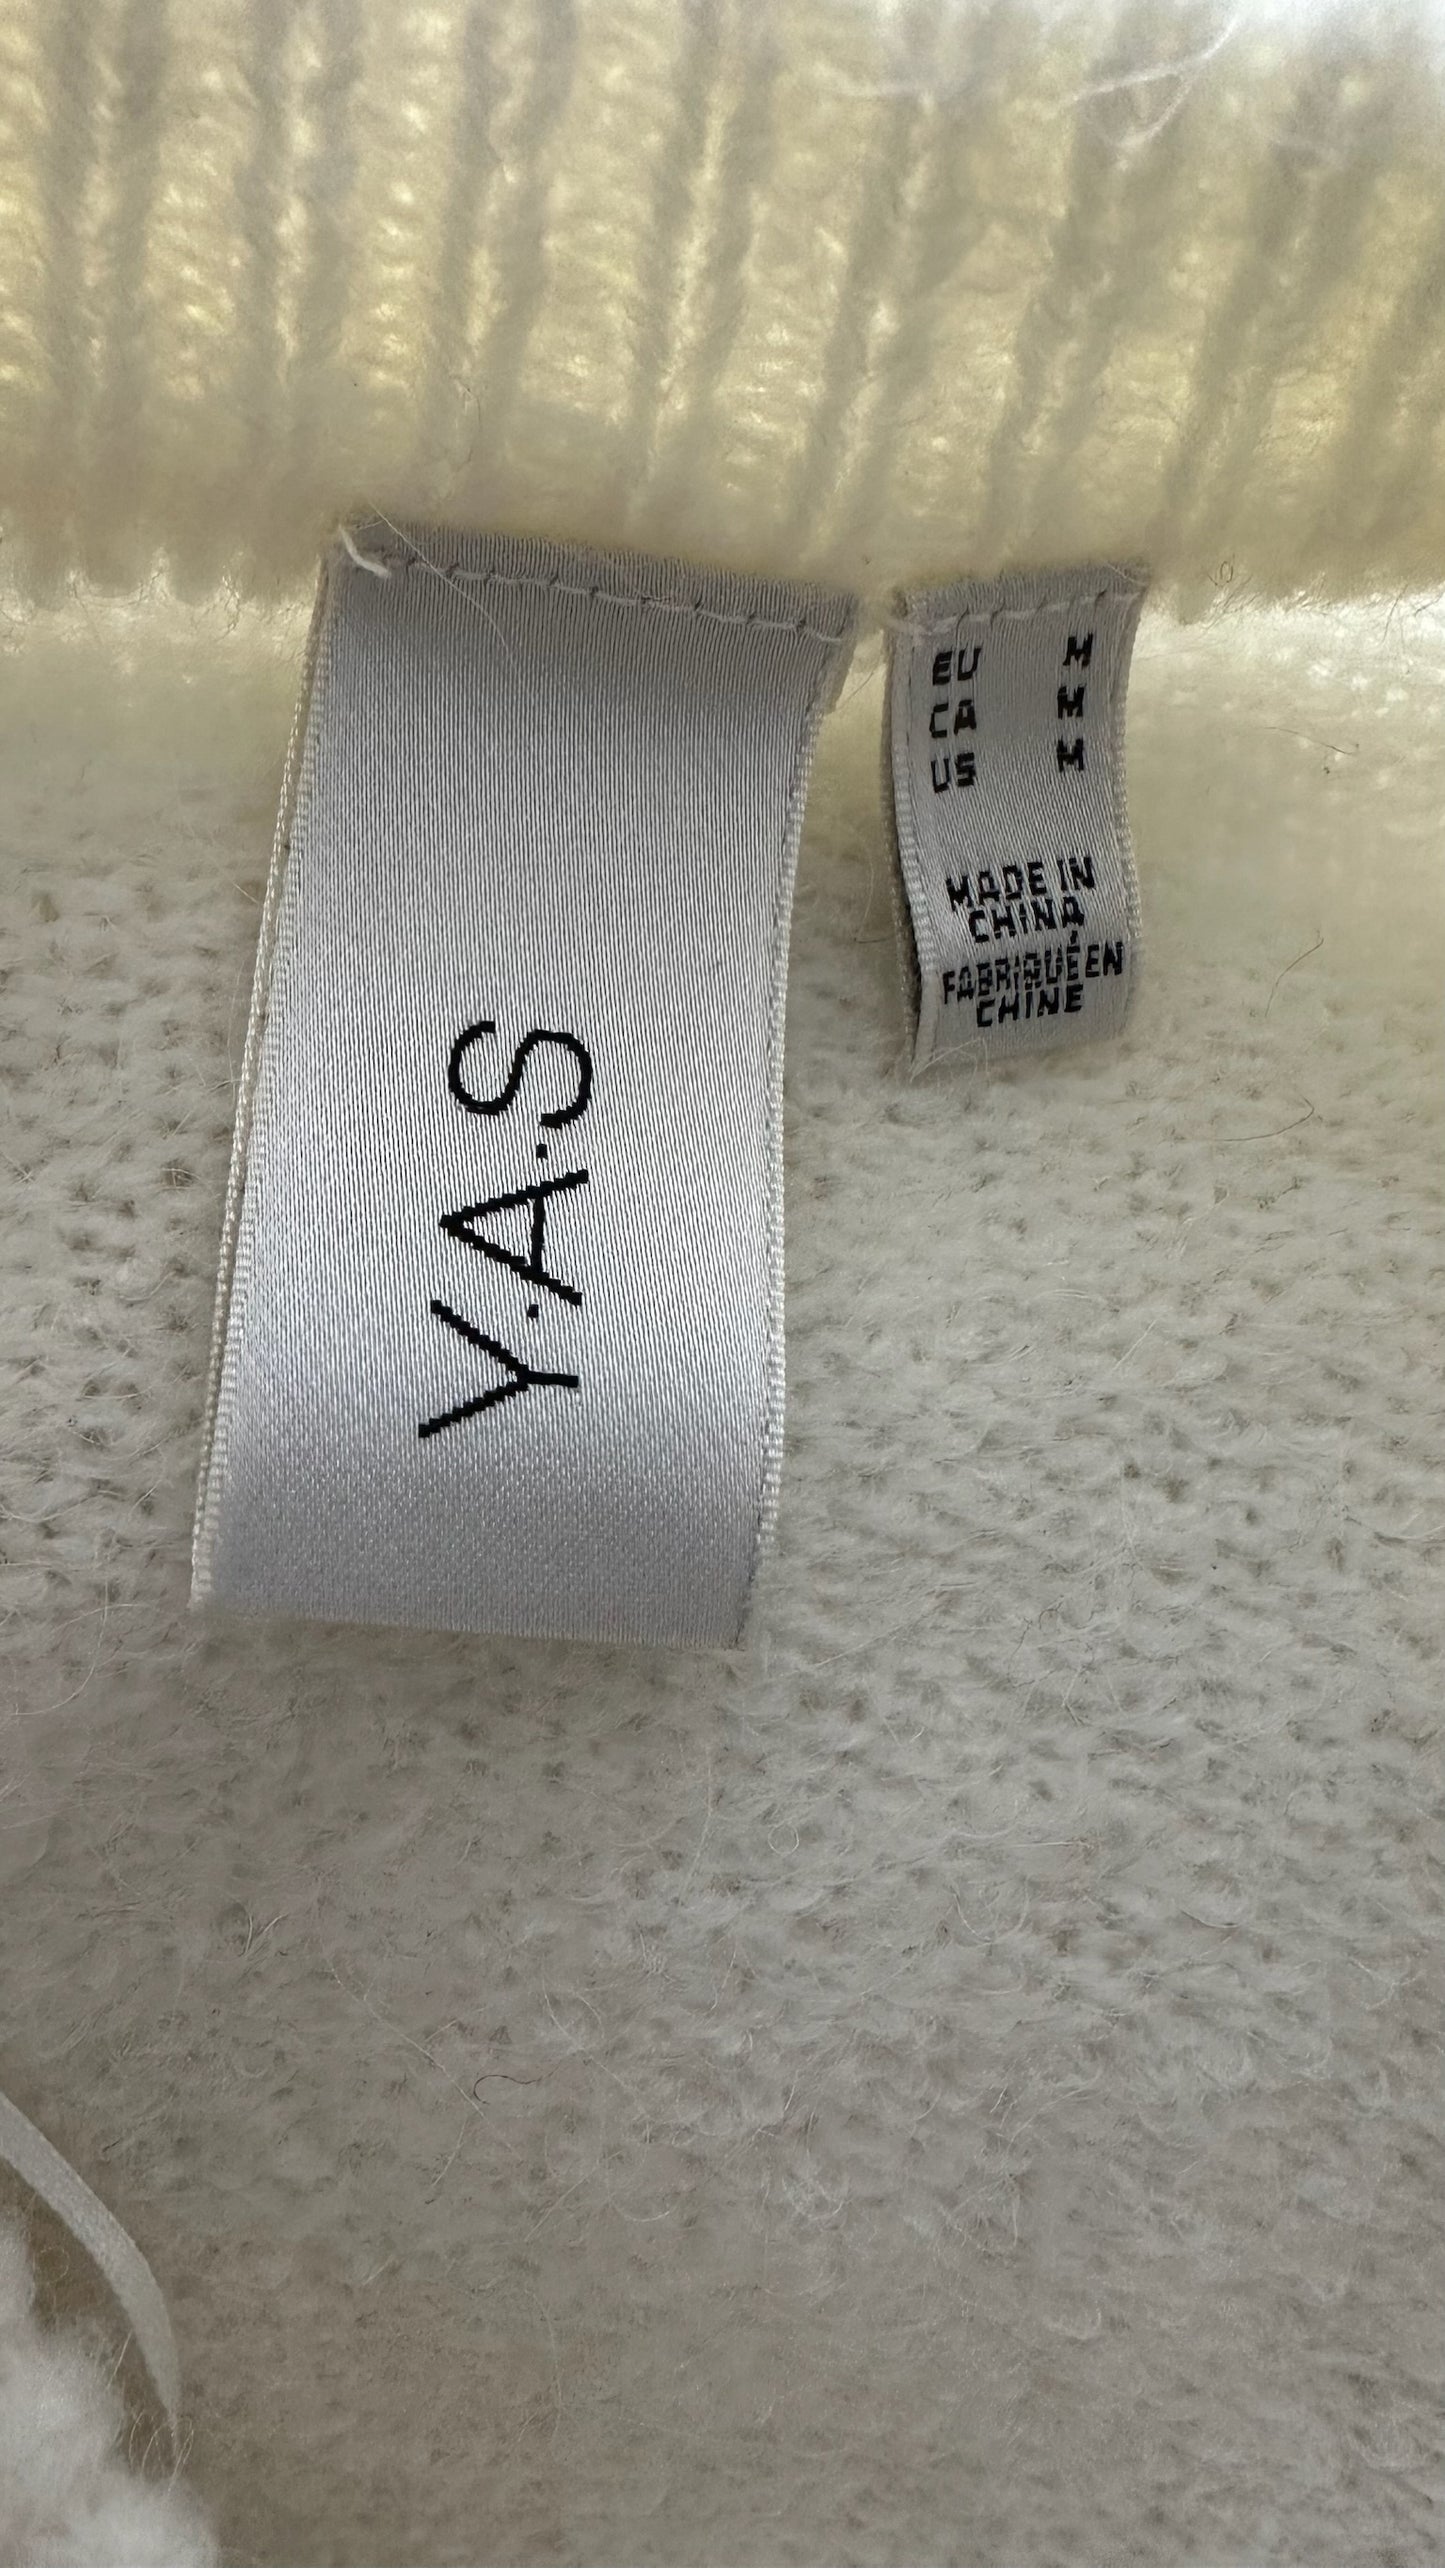 Y.A.S
EU M
CA M
US M
MADE IN
CHINA
FABRIQUÉ EN
CHINE